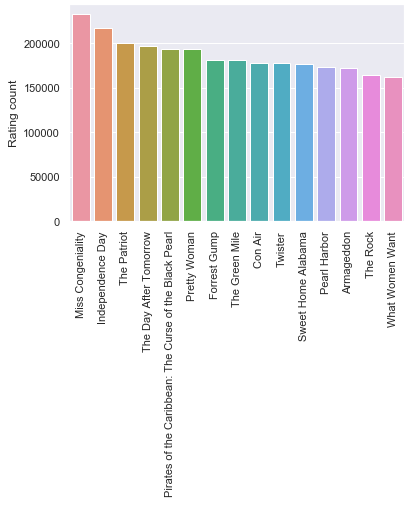 200000
150000
100000
50000
0
Rating count
Miss Congeniality
Independence Day
The Patriot
The Day After Tomorrow
Pirates of the Caribbean: The Curse of the Black Pearl
Pretty Woman
Forrest Gump
The Green Mile
Con Air
Twister
Sweet Home Alabama
Pearl Harbor
Armageddon
The Rock
What Women Want